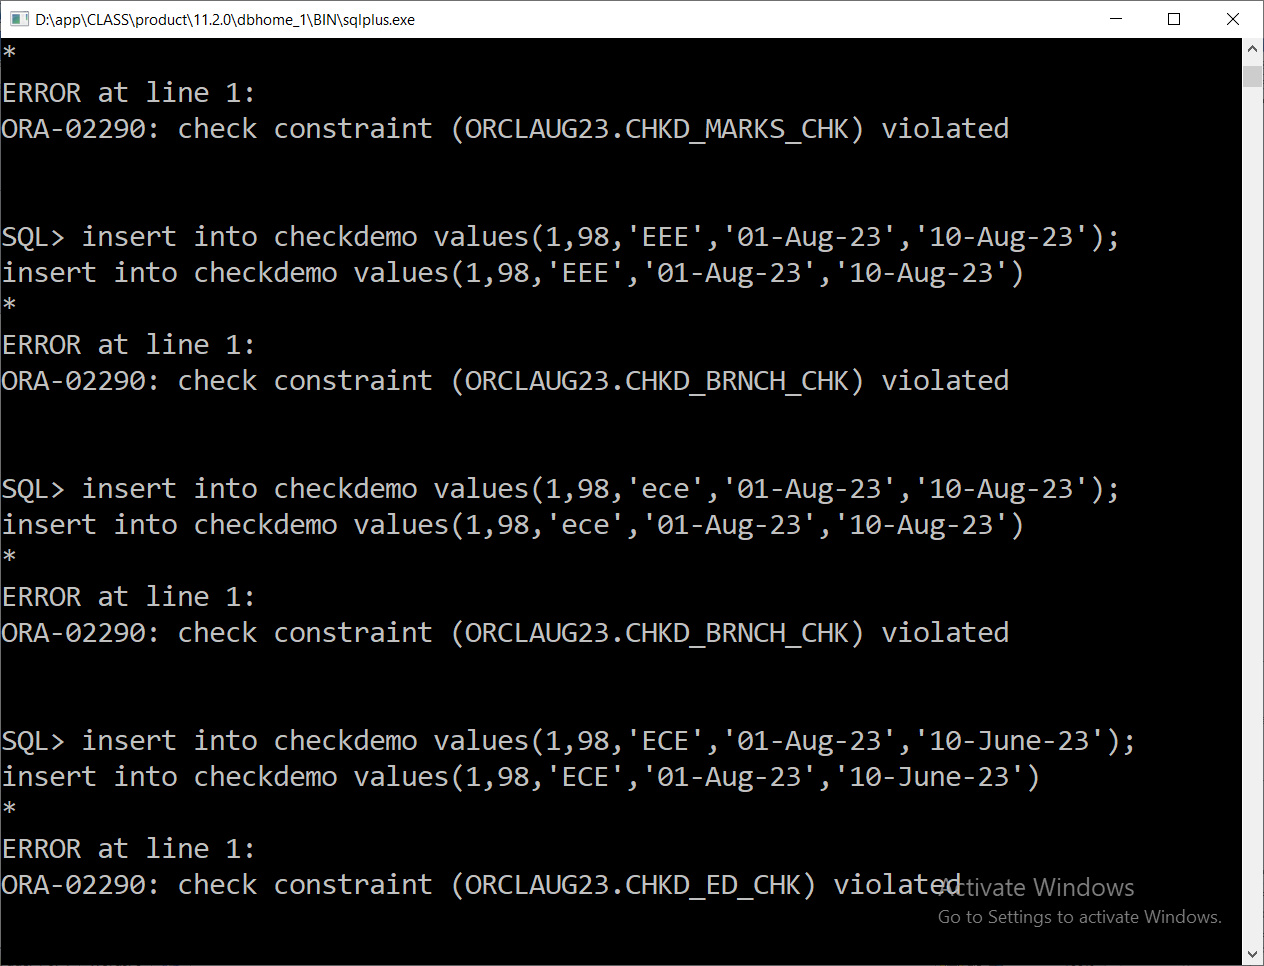 D:\app\CLASS\product\11.2.0\dbhome_1\BIN\sqlplus.exe
*
ERROR at line 1:
ORA-02290: check constraint (ORCLAUG23.CHKD_MARKS_CHK) violated
SQL> insert into checkdemo values(1,98,'EEE','01-Aug-23','10-Aug-23');
insert into checkdemo values(1,98,'EEE','01-Aug-23','10-Aug-23')
*
ERROR at line 1:
ORA-02290: check constraint (ORCLAUG23.CHKD_BRNCH_CHK) violated
SQL> insert into checkdemo values(1,98,'ece','01-Aug-23','10-Aug-23');
insert into checkdemo values(1,98,'ece','01-Aug-23','10-Aug-23')
*
ERROR at line 1:
ORA-02290: check constraint (ORCLAUG23.CHKD_BRNCH_CHK) violated
SQL> insert into checkdemo values(1,98,'ECE','01-Aug-23','10-June-23');
insert into checkdemo values(1,98,'ECE','01-Aug-23','10-June-23')
*
ERROR at line 1:
ORA-02290: check constraint (ORCLAUG23.CHKD_ED_CHK) violated
Activate Windows
Go to Settings to activate Windows.